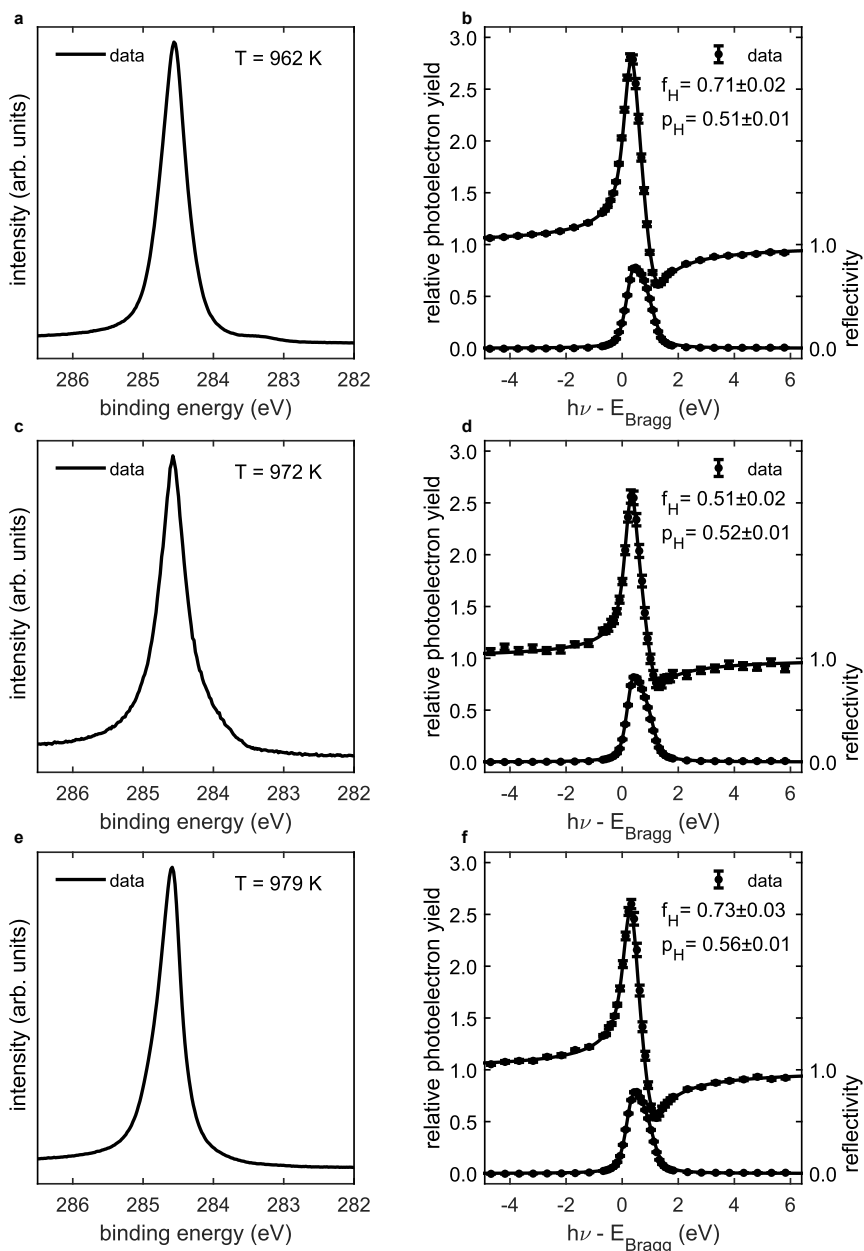 a
data
T = 962 K
intensity (arb. units)
286 285 284 283 282
binding energy (eV)
b
data
f_H = 0.71±0.02
p_H = 0.51±0.01
relative photoelectron yield
3.0
2.5
2.0
1.5
1.0
0.5
0.0
1.0
0.0
reflectivity
-4 -2 0 2 4 6
hν - E_Bragg (eV)
c
data
T = 972 K
intensity (arb. units)
286 285 284 283 282
binding energy (eV)
d
data
f_H = 0.51±0.02
p_H = 0.52±0.01
relative photoelectron yield
3.0
2.5
2.0
1.5
1.0
0.5
0.0
1.0
0.0
reflectivity
-4 -2 0 2 4 6
hν - E_Bragg (eV)
e
data
T = 979 K
intensity (arb. units)
286 285 284 283 282
binding energy (eV)
f
data
f_H = 0.73±0.03
p_H = 0.56±0.01
relative photoelectron yield
3.0
2.5
2.0
1.5
1.0
0.5
0.0
1.0
0.0
reflectivity
-4 -2 0 2 4 6
hν - E_Bragg (eV)